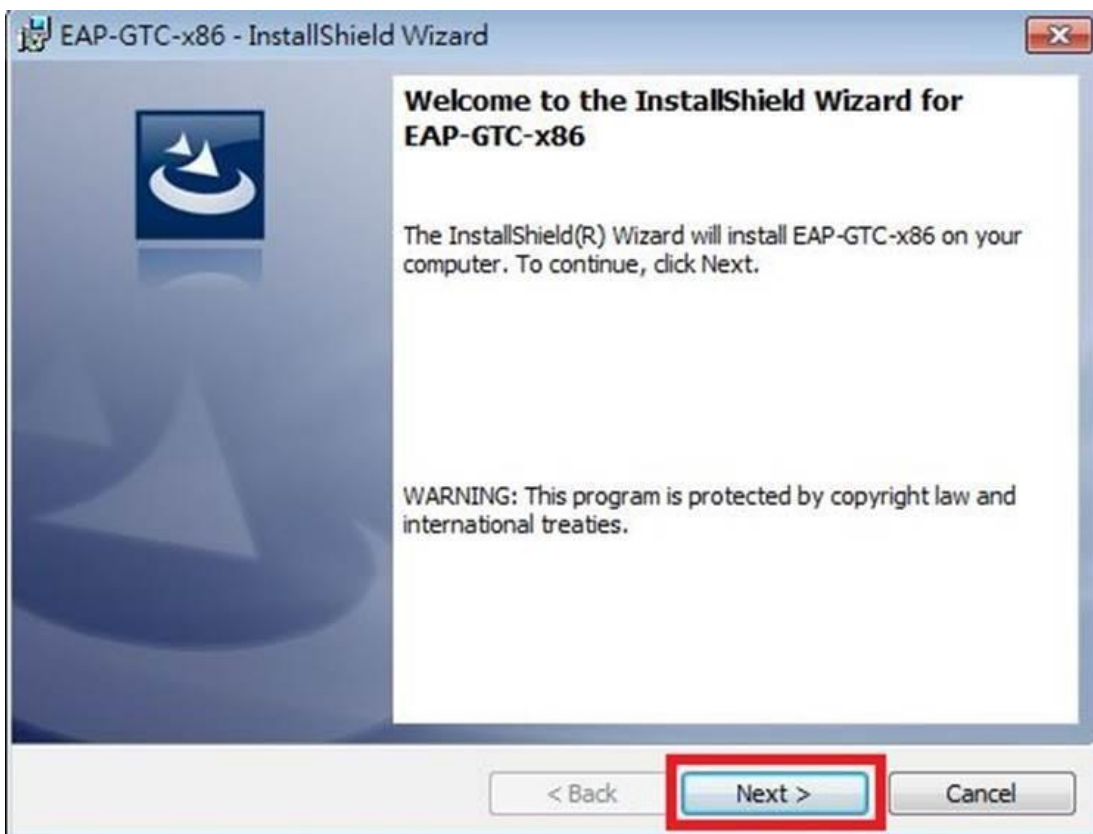 EAP-GTC-x86 - InstallShield Wizard
Welcome to the InstallShield Wizard for
EAP-GTC-x86
The InstallShield(R) Wizard will install EAP-GTC-x86 on your
computer. To continue, click Next.
WARNING: This program is protected by copyright law and
international treaties.
< Back Next > Cancel